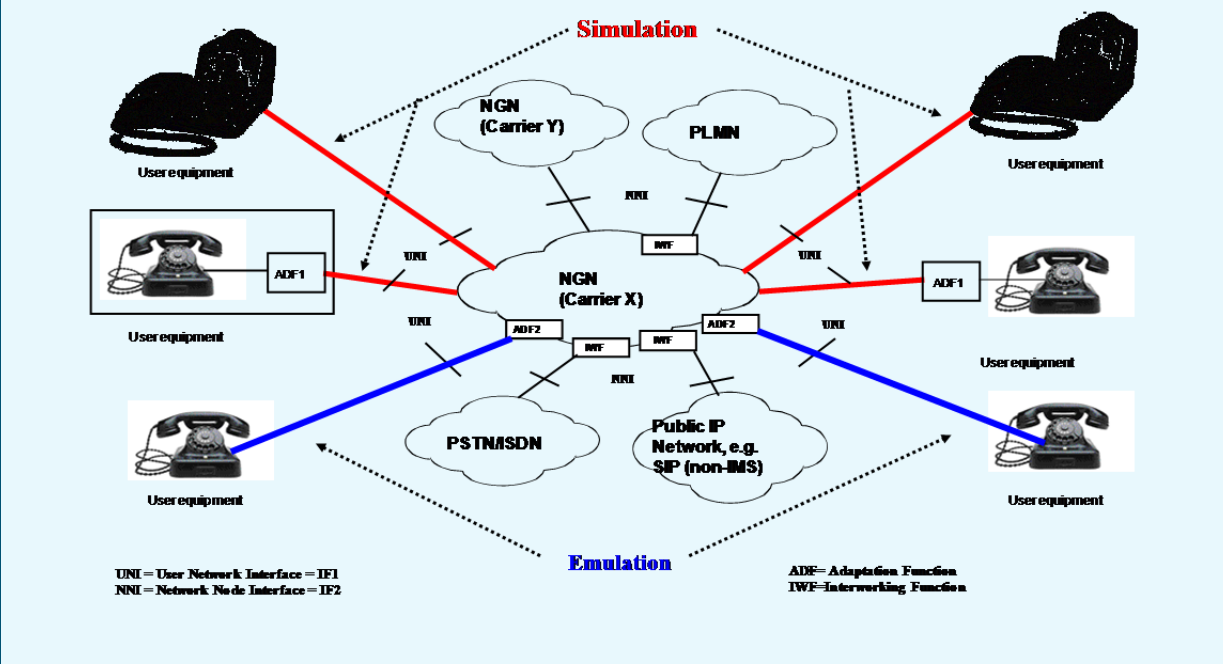 Simulation
NGN
(Carrier Y)
PLMN
User equipment
User equipment
NNI
IWF
UNI
UNI
ADF1
NGN
(Carrier X)
ADF1
UNI
ADF2
ADF2
UNI
User equipment
IWF
IWF
User equipment
NNI
PSTN/ISDN
Public IP
Network, e.g.
SIP (non-IMS)
User equipment
User equipment
Emulation
UNI = User Network Interface = IF1
NNI = Network Node Interface = IF2
ADF= Adaptation Function
IWF=Interworking Function